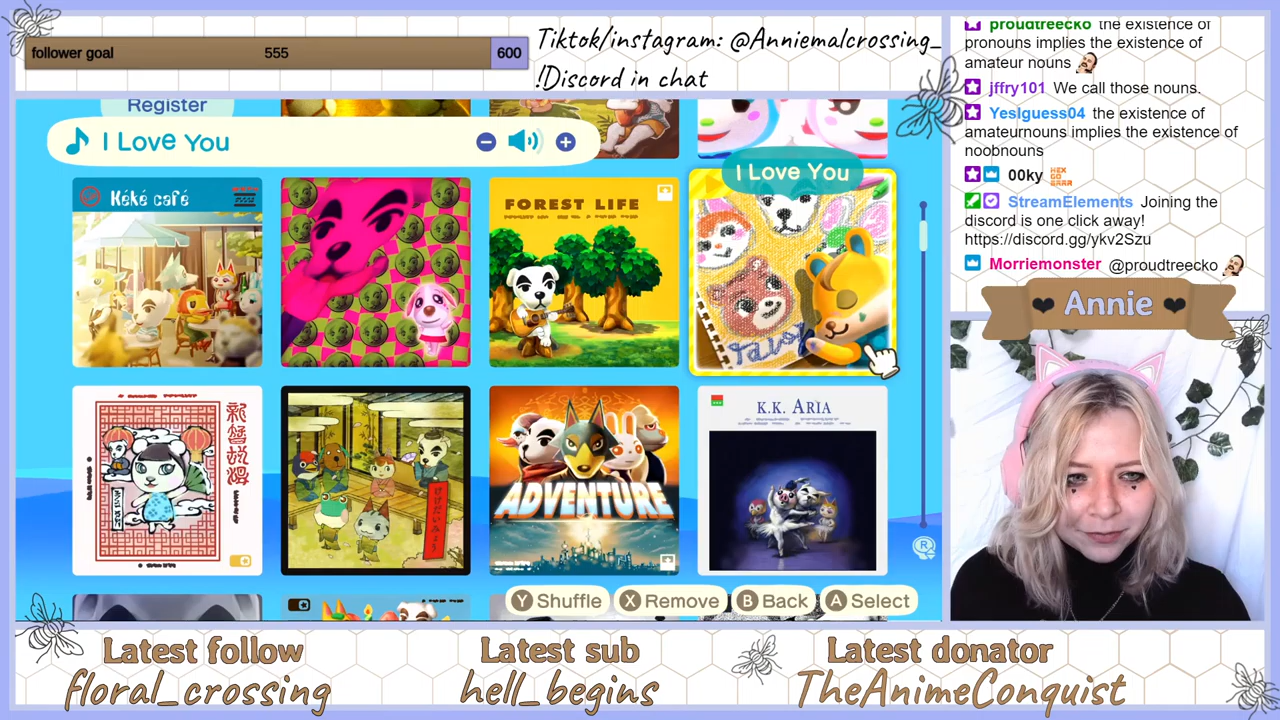 follower goal 555 600
Tiktok/instagram: @Anniemalcrossing_
!Discord in chat
Register
I Love You
I Love You
Kéké café
FOREST LIFE
ADVENTURE
K.K. ARIA
Y Shuffle X Remove B Back A Select
R
proudtreecko the existence of
pronouns implies the existence of
amateur nouns
jffry101 We call those nouns.
YesIguess04 the existence of
amateurnouns implies the existence of
noobnouns
00ky HEX GO BRRR
StreamElements Joining the
discord is one click away!
https://discord.gg/ykv2Szu
Morriemonster @proudtreecko
Annie
Latest follow
floral_crossing
Latest sub
hell_begins
Latest donator
TheAnimeConquist